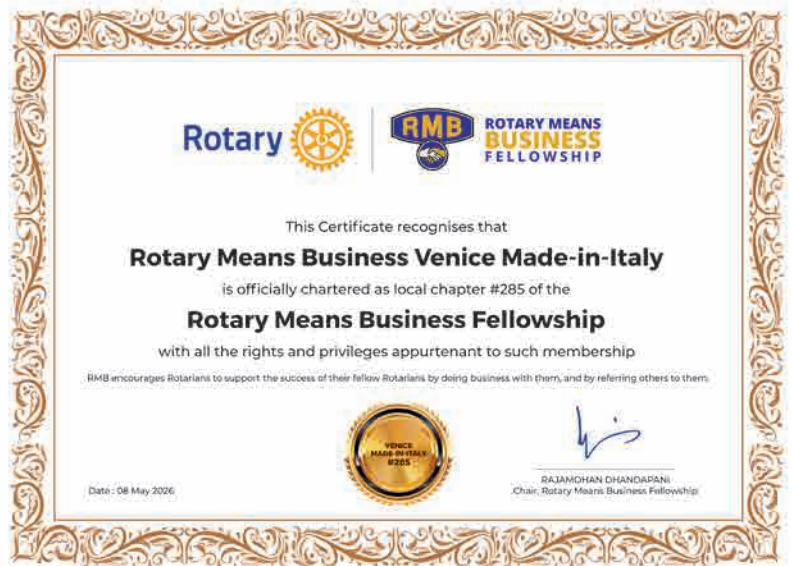 Rotary
RMB
ROTARY MEANS
BUSINESS
FELLOWSHIP
This Certificate recognises that
Rotary Means Business Venice Made-in-Italy
is officially chartered as local chapter #285 of the
Rotary Means Business Fellowship
with all the rights and privileges appurtenant to such membership
RMB encourages Rotarians to support the success of their fellow Rotarians by doing business with them, and by referring others to them.
VENICE
MADE-IN-ITALY
#285
Date : 08 May 2026
RAJAMOHAN DHANDAPANI
Chair, Rotary Means Business Fellowship